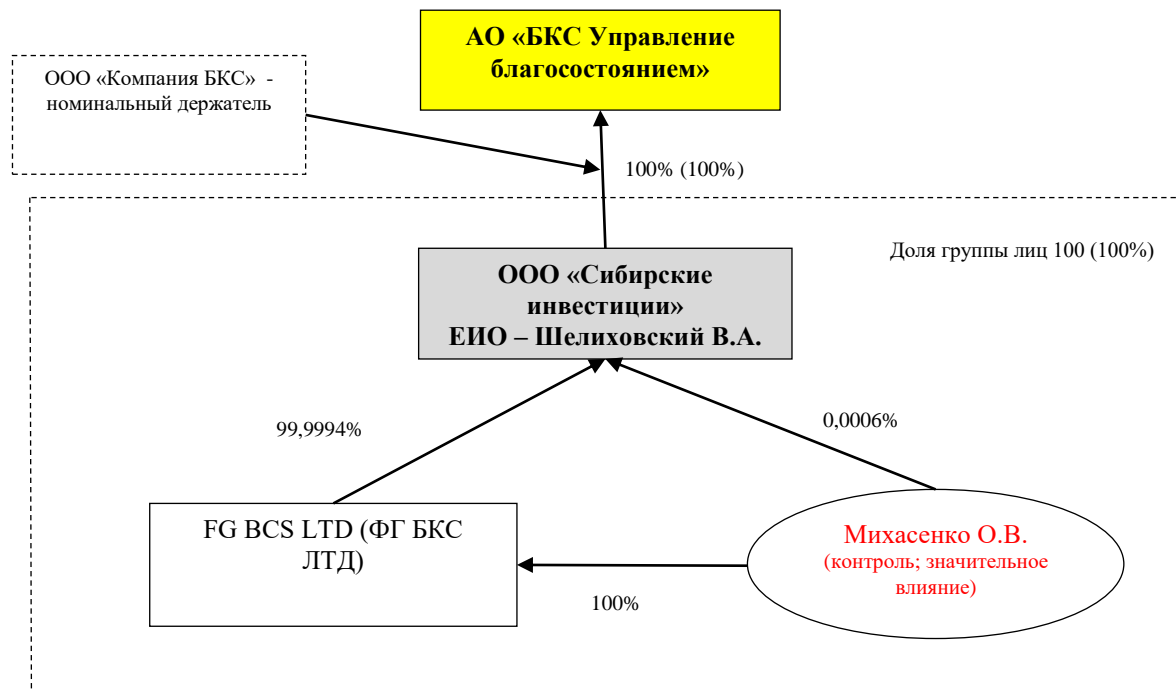 АО «БКС Управление
благосостоянием»
ООО «Компания БКС»  -
номинальный держатель
100% (100%)
Доля группы лиц 100 (100%)
ООО «Сибирские
инвестиции»
ЕИО – Шелиховский В.А.
99,9994%
0,0006%
FG BCS LTD (ФГ БКС
ЛТД)
Михасенко О.В.
(контроль; значительное
влияние)
100%